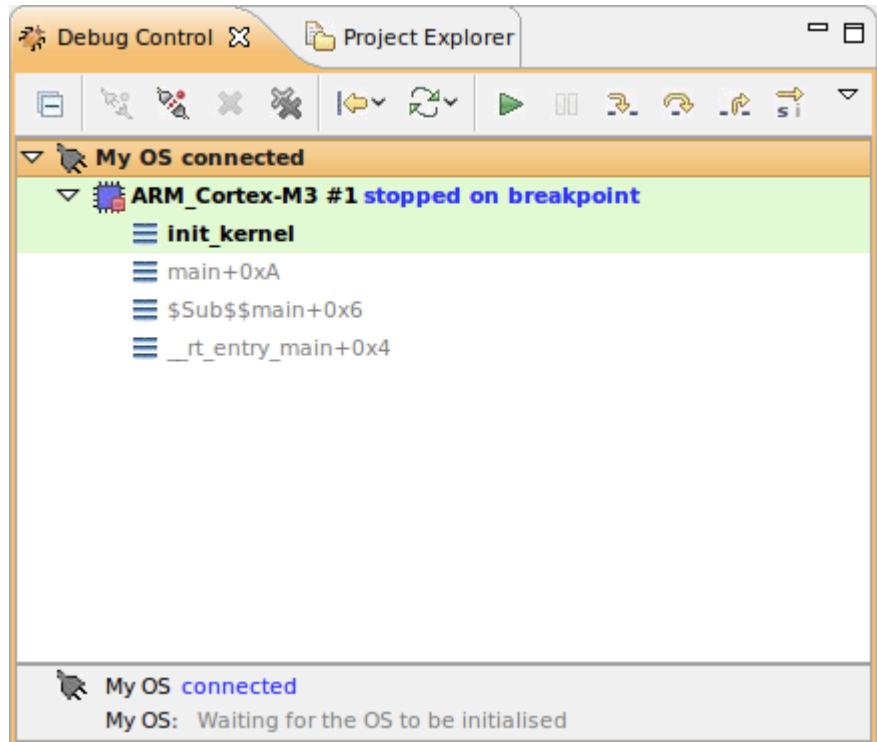 Debug Control Project Explorer
s i
My OS connected
ARM_Cortex-M3 #1 stopped on breakpoint
init_kernel
main+0xA
$Sub$$main+0x6
__rt_entry_main+0x4
My OS connected
My OS: Waiting for the OS to be initialised